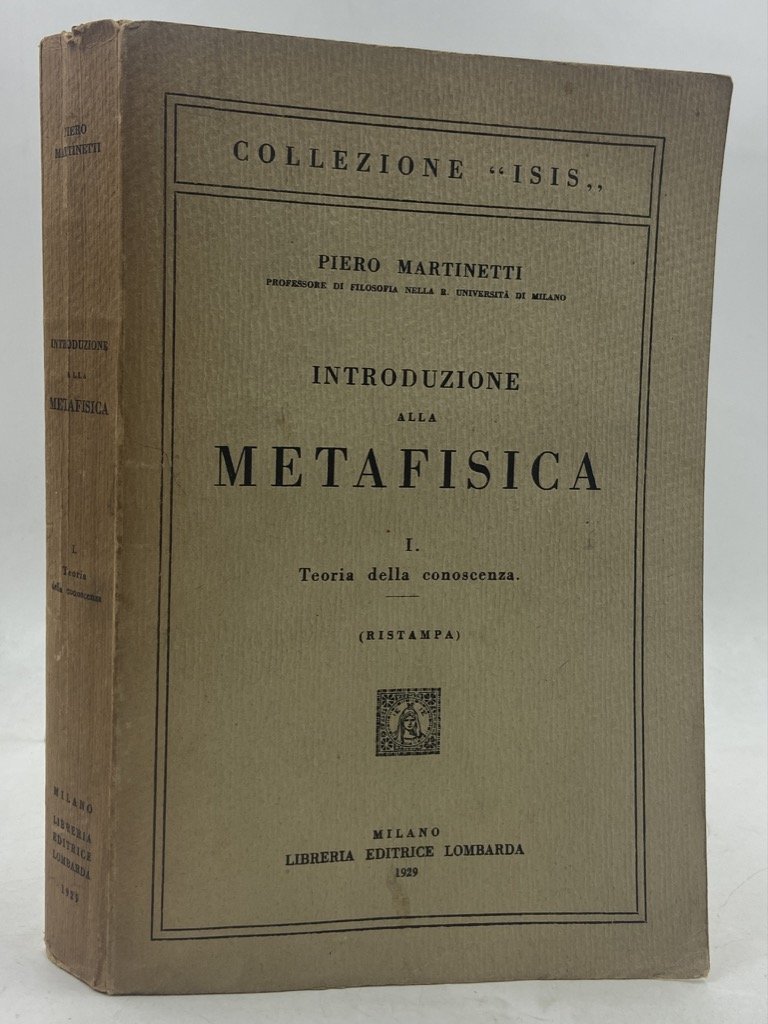 COLLEZIONE “ISIS„
PIERO MARTINETTI
PROFESSORE DI FILOSOFIA NELLA R. UNIVERSITÀ DI MILANO
INTRODUZIONE
ALLA
METAFISICA
I.
Teoria della conoscenza.
(RISTAMPA)
MILANO
LIBRERIA EDITRICE LOMBARDA
1929
PIERO
MARTINETTI
INTRODUZIONE
ALLA
METAFISICA
I.
Teoria
della conoscenza
MILANO
LIBRERIA
EDITRICE
LOMBARDA
1929